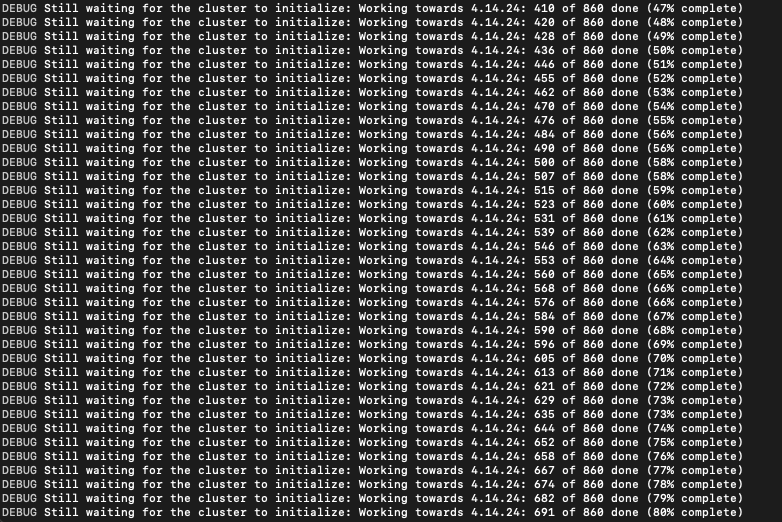 DEBUG Still waiting for the cluster to initialize: Working towards 4.14.24: 410 of 860 done (47% complete)
DEBUG Still waiting for the cluster to initialize: Working towards 4.14.24: 420 of 860 done (48% complete)
DEBUG Still waiting for the cluster to initialize: Working towards 4.14.24: 428 of 860 done (49% complete)
DEBUG Still waiting for the cluster to initialize: Working towards 4.14.24: 436 of 860 done (50% complete)
DEBUG Still waiting for the cluster to initialize: Working towards 4.14.24: 446 of 860 done (51% complete)
DEBUG Still waiting for the cluster to initialize: Working towards 4.14.24: 455 of 860 done (52% complete)
DEBUG Still waiting for the cluster to initialize: Working towards 4.14.24: 462 of 860 done (53% complete)
DEBUG Still waiting for the cluster to initialize: Working towards 4.14.24: 470 of 860 done (54% complete)
DEBUG Still waiting for the cluster to initialize: Working towards 4.14.24: 476 of 860 done (55% complete)
DEBUG Still waiting for the cluster to initialize: Working towards 4.14.24: 484 of 860 done (56% complete)
DEBUG Still waiting for the cluster to initialize: Working towards 4.14.24: 490 of 860 done (56% complete)
DEBUG Still waiting for the cluster to initialize: Working towards 4.14.24: 500 of 860 done (58% complete)
DEBUG Still waiting for the cluster to initialize: Working towards 4.14.24: 507 of 860 done (58% complete)
DEBUG Still waiting for the cluster to initialize: Working towards 4.14.24: 515 of 860 done (59% complete)
DEBUG Still waiting for the cluster to initialize: Working towards 4.14.24: 523 of 860 done (60% complete)
DEBUG Still waiting for the cluster to initialize: Working towards 4.14.24: 531 of 860 done (61% complete)
DEBUG Still waiting for the cluster to initialize: Working towards 4.14.24: 539 of 860 done (62% complete)
DEBUG Still waiting for the cluster to initialize: Working towards 4.14.24: 546 of 860 done (63% complete)
DEBUG Still waiting for the cluster to initialize: Working towards 4.14.24: 553 of 860 done (64% complete)
DEBUG Still waiting for the cluster to initialize: Working towards 4.14.24: 560 of 860 done (65% complete)
DEBUG Still waiting for the cluster to initialize: Working towards 4.14.24: 568 of 860 done (66% complete)
DEBUG Still waiting for the cluster to initialize: Working towards 4.14.24: 576 of 860 done (66% complete)
DEBUG Still waiting for the cluster to initialize: Working towards 4.14.24: 584 of 860 done (67% complete)
DEBUG Still waiting for the cluster to initialize: Working towards 4.14.24: 590 of 860 done (68% complete)
DEBUG Still waiting for the cluster to initialize: Working towards 4.14.24: 596 of 860 done (69% complete)
DEBUG Still waiting for the cluster to initialize: Working towards 4.14.24: 605 of 860 done (70% complete)
DEBUG Still waiting for the cluster to initialize: Working towards 4.14.24: 613 of 860 done (71% complete)
DEBUG Still waiting for the cluster to initialize: Working towards 4.14.24: 621 of 860 done (72% complete)
DEBUG Still waiting for the cluster to initialize: Working towards 4.14.24: 629 of 860 done (73% complete)
DEBUG Still waiting for the cluster to initialize: Working towards 4.14.24: 635 of 860 done (73% complete)
DEBUG Still waiting for the cluster to initialize: Working towards 4.14.24: 644 of 860 done (74% complete)
DEBUG Still waiting for the cluster to initialize: Working towards 4.14.24: 652 of 860 done (75% complete)
DEBUG Still waiting for the cluster to initialize: Working towards 4.14.24: 658 of 860 done (76% complete)
DEBUG Still waiting for the cluster to initialize: Working towards 4.14.24: 667 of 860 done (77% complete)
DEBUG Still waiting for the cluster to initialize: Working towards 4.14.24: 674 of 860 done (78% complete)
DEBUG Still waiting for the cluster to initialize: Working towards 4.14.24: 682 of 860 done (79% complete)
DEBUG Still waiting for the cluster to initialize: Working towards 4.14.24: 691 of 860 done (80% complete)